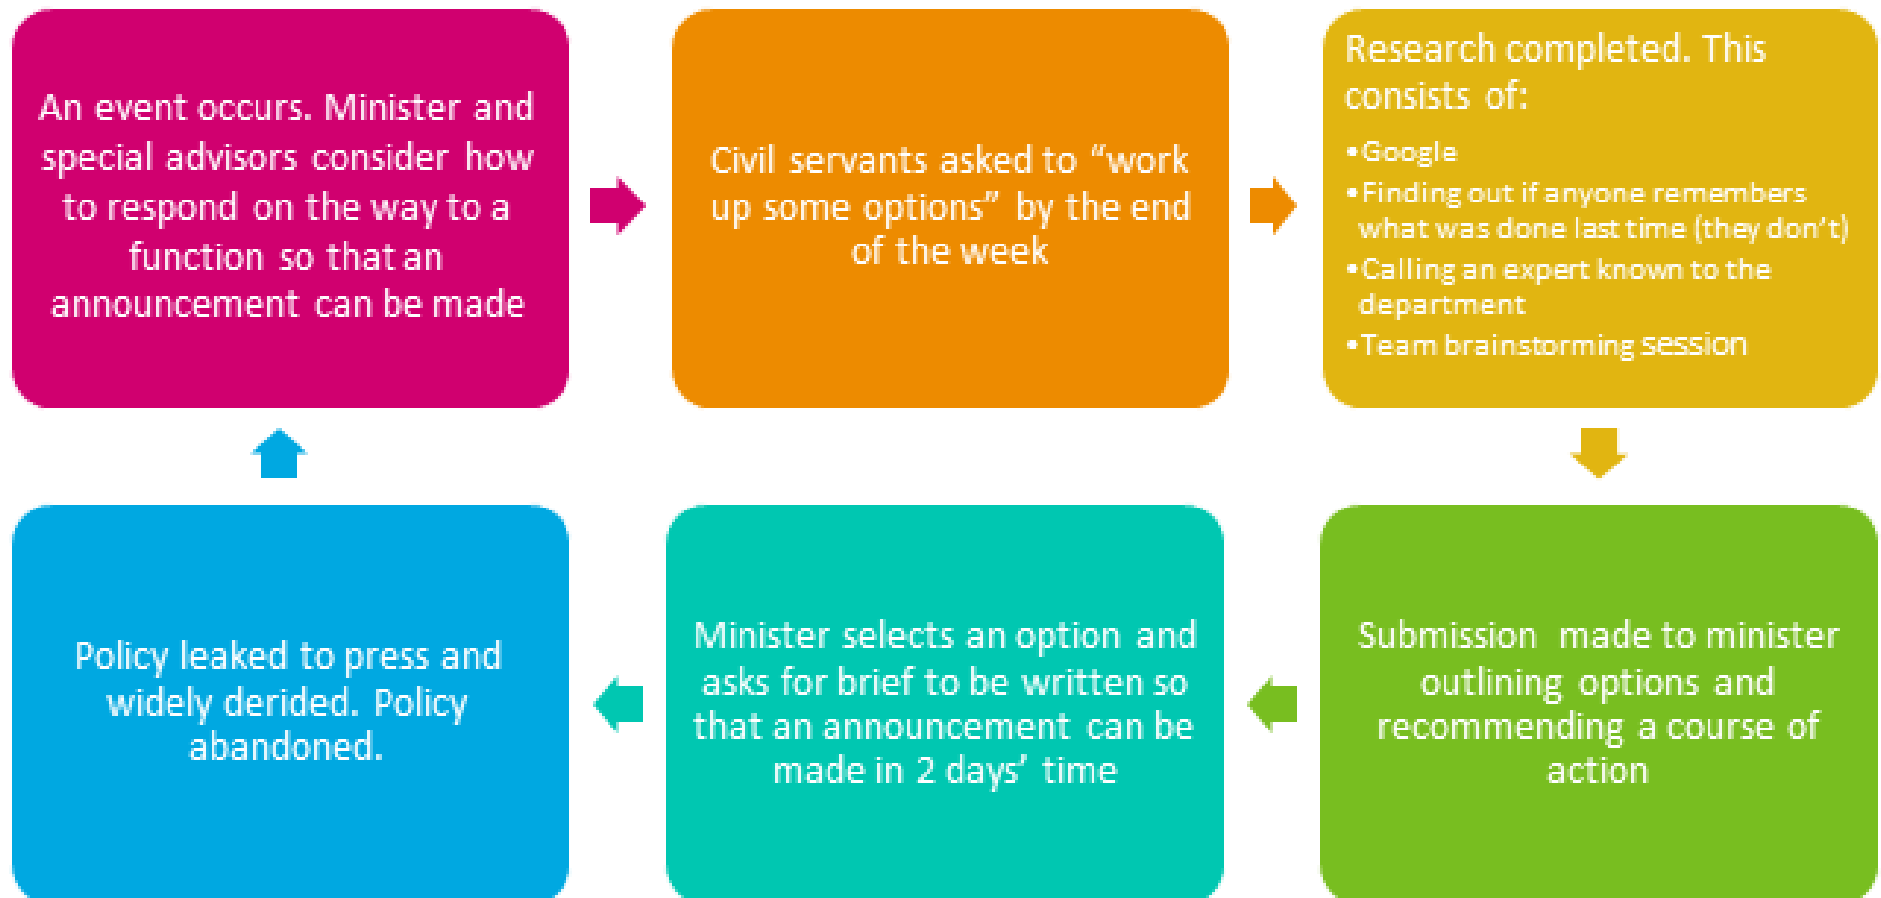 An event occurs. Minister and
special advisors consider how
to respond on the way to a
function so that an
announcement can be made
Civil servants asked to “work
up some options” by the end
of the week
Research completed. This
consists of:
•Google
•Finding out if anyone remembers
what was done last time (they don’t)
•Calling an expert known to the
department
•Team brainstorming session
Submission made to minister
outlining options and
recommending a course of
action
Minister selects an option and
asks for brief to be written so
that an announcement can be
made in 2 days’ time
Policy leaked to press and
widely derided. Policy
abandoned.